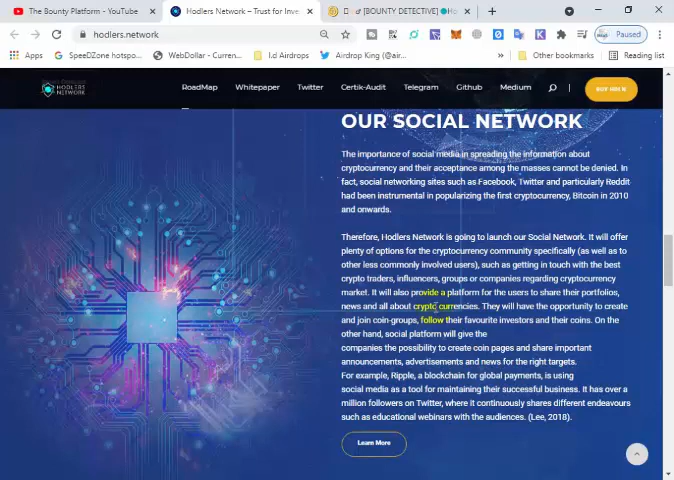 The Bounty Platform - YouTube
Hodlers Network – Trust for Inve
[BOUNTY DETECTIVE]
hodlers.network
Paused
Apps
SpeeDZone hotspo...
WebDollar - Curren...
I.d Airdrops
Airdrop King (@air...
»
Other bookmarks
Reading list
HODLERS
NETWORK
RoadMap
Whitepaper
Twitter
Certik-Audit
Telegram
Github
Medium
OUR SOCIAL NETWORK
The importance of social media in spreading the information about
cryptocurrency and their acceptance among the masses cannot be denied. In
fact, social networking sites such as Facebook, Twitter and particularly Reddit
had been instrumental in popularizing the first cryptocurrency, Bitcoin in 2010
and onwards.
Therefore, Hodlers Network is going to launch our Social Network. It will offer
plenty of options for the cryptocurrency community specifically (as well as to
other less commonly involved users), such as getting in touch with the best
crypto traders, influencers, groups or companies regarding cryptocurrency
market. It will also provide a platform for the users to share their portfolios,
news and all about crypto currencies. They will have the opportunity to create
and join coin-groups, follow their favourite investors and their coins. On the
other hand, social platform will give the
companies the possibility to create coin pages and share important
announcements, advertisements and news for the right targets.
For example, Ripple, a blockchain for global payments, is using
social media as a tool for maintaining their successful business. It has over a
million followers on Twitter, where it continuously shares different endeavours
such as educational webinars with the audiences. (Lee, 2018).
Learn More